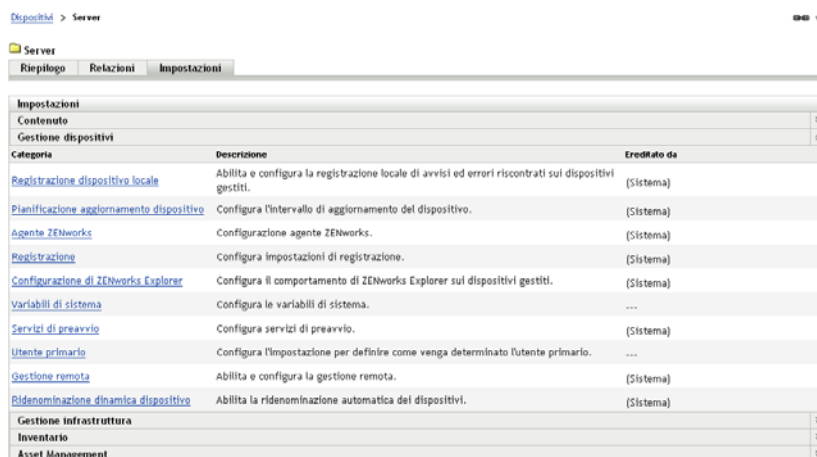 Dispositivi > Server
Server
Riepilogo Relazioni Impostazioni
Impostazioni
Contenuto
Gestione dispositivi
Categoria Descrizione Ereditato da
Registrazione dispositivo locale Abilita e configura la registrazione locale di avvisi ed errori riscontrati sui dispositivi gestiti. (Sistema)
Pianificazione aggiornamento dispositivo Configura l'intervallo di aggiornamento del dispositivo. (Sistema)
Agente ZENworks Configurazione agente ZENworks. (Sistema)
Registrazione Configura impostazioni di registrazione. (Sistema)
Configurazione di ZENworks Explorer Configura il comportamento di ZENworks Explorer sui dispositivi gestiti. (Sistema)
Variabili di sistema Configura le variabili di sistema. ---
Servizi di preavvio Configura servizi di preavvio. (Sistema)
Utente primario Configura l'impostazione per definire come venga determinato l'utente primario. ---
Gestione remota Abilita e configura la gestione remota. (Sistema)
Ridenominazione dinamica dispositivo Abilita la ridenominazione automatica dei dispositivi. (Sistema)
Gestione infrastruttura
Inventario
Asset Management